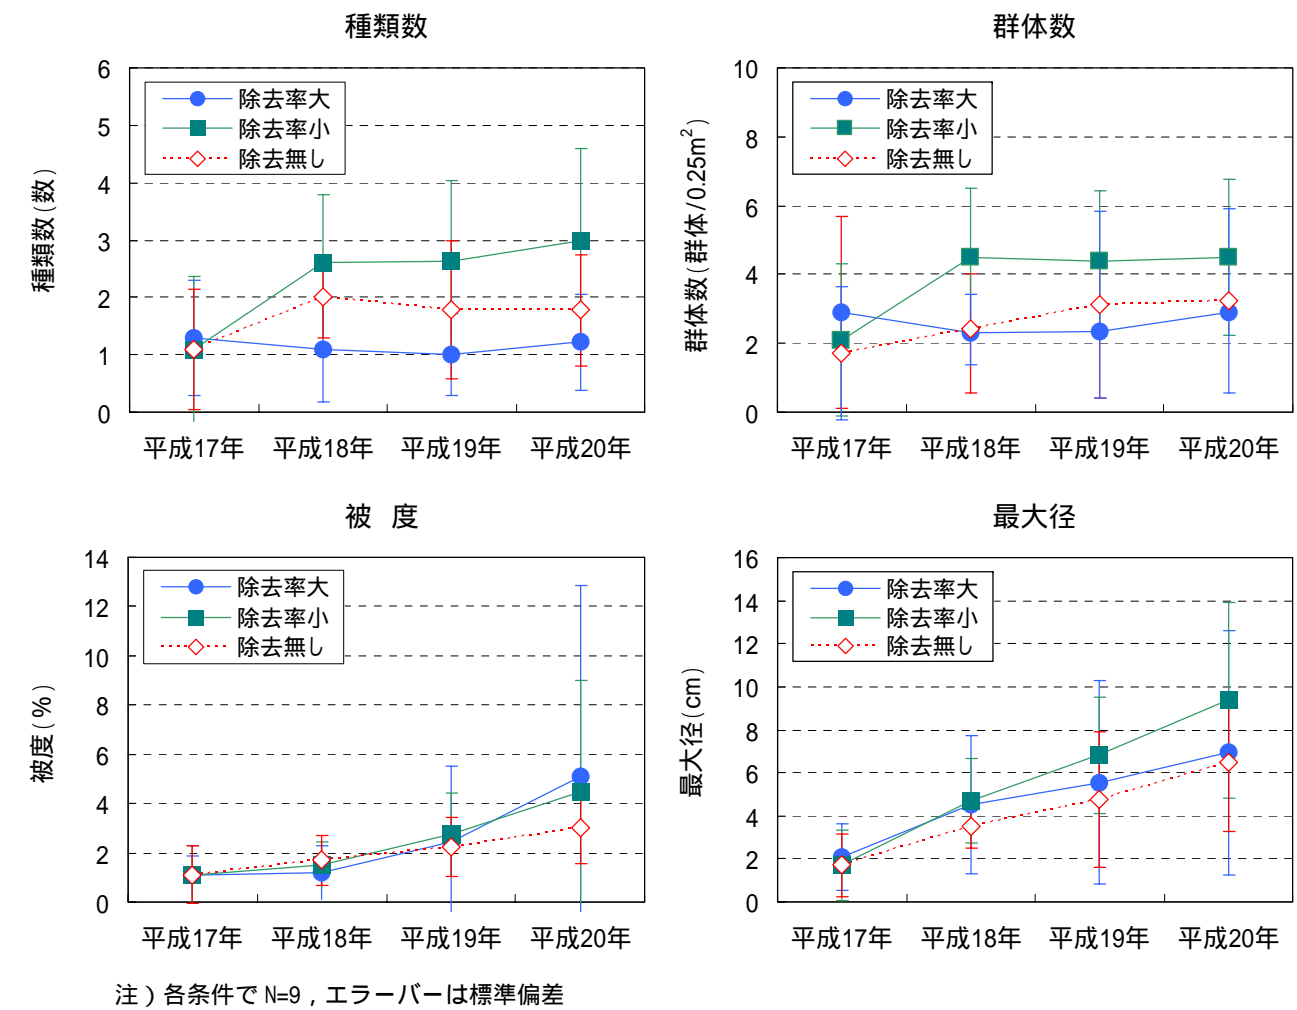 種類数
種類数(数)
6
5
4
3
2
1
0
除去率大
除去率小
除去無し
平成17年 平成18年 平成19年 平成20年
群体数
群体数(群体/0.25m²)
10
8
6
4
2
0
除去率大
除去率小
除去無し
平成17年 平成18年 平成19年 平成20年
被 度
被度(%)
14
12
10
8
6
4
2
0
除去率大
除去率小
除去無し
平成17年 平成18年 平成19年 平成20年
最大径
最大径(cm)
16
14
12
10
8
6
4
2
0
除去率大
除去率小
除去無し
平成17年 平成18年 平成19年 平成20年
注）各条件で N=9，エラーバーは標準偏差